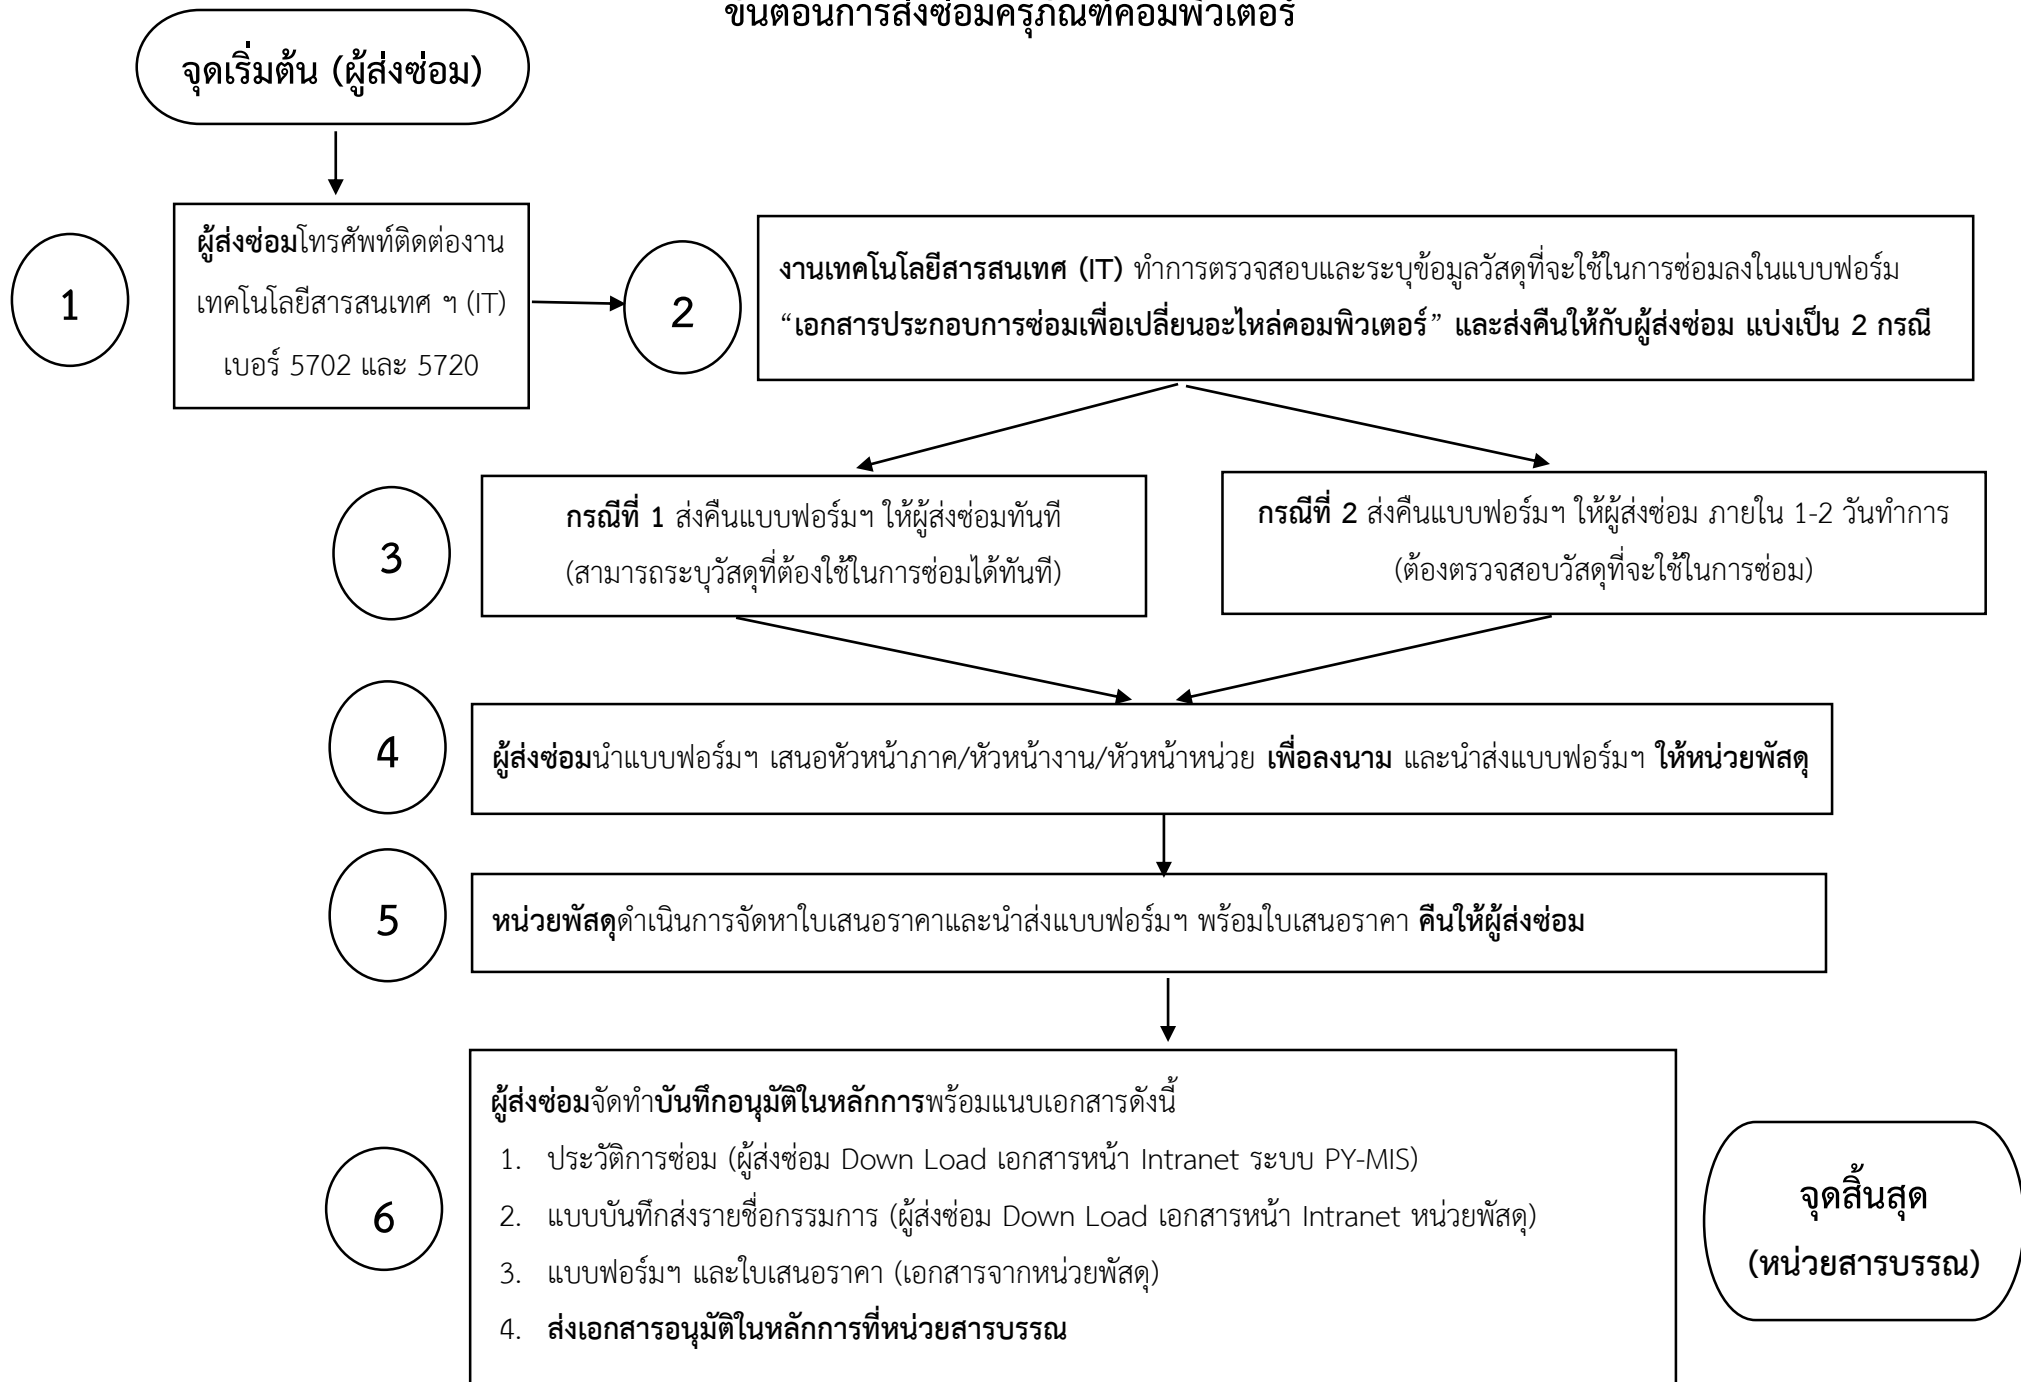 ขั้นตอนการส่งซ่อมครุภัณฑ์คอมพิวเตอร์
จุดเริ่มต้น (ผู้ส่งซ่อม)
1
ผู้ส่งซ่อมโทรศัพท์ติดต่องาน
เทคโนโลยีสารสนเทศ ฯ (IT)
เบอร์ 5702 และ 5720
2
งานเทคโนโลยีสารสนเทศ (IT) ทำการตรวจสอบและระบุข้อมูลวัสดุที่จะใช้ในการซ่อมลงในแบบฟอร์ม
“เอกสารประกอบการซ่อมเพื่อเปลี่ยนอะไหล่คอมพิวเตอร์” และส่งคืนให้กับผู้ส่งซ่อม แบ่งเป็น 2 กรณี
3
กรณีที่ 1 ส่งคืนแบบฟอร์มฯ ให้ผู้ส่งซ่อมทันที
(สามารถระบุวัสดุที่ต้องใช้ในการซ่อมได้ทันที)
กรณีที่ 2 ส่งคืนแบบฟอร์มฯ ให้ผู้ส่งซ่อม ภายใน 1-2 วันทำการ
(ต้องตรวจสอบวัสดุที่จะใช้ในการซ่อม)
4
ผู้ส่งซ่อมนำแบบฟอร์มฯ เสนอหัวหน้าภาค/หัวหน้างาน/หัวหน้าหน่วย เพื่อลงนาม และนำส่งแบบฟอร์มฯ ให้หน่วยพัสดุ
5
หน่วยพัสดุดำเนินการจัดหาใบเสนอราคาและนำส่งแบบฟอร์มฯ พร้อมใบเสนอราคา คืนให้ผู้ส่งซ่อม
6
ผู้ส่งซ่อมจัดทำบันทึกอนุมัติในหลักการพร้อมแนบเอกสารดังนี้
1. ประวัติการซ่อม (ผู้ส่งซ่อม Down Load เอกสารหน้า Intranet ระบบ PY-MIS)
2. แบบบันทึกส่งรายชื่อกรรมการ (ผู้ส่งซ่อม Down Load เอกสารหน้า Intranet หน่วยพัสดุ)
3. แบบฟอร์มฯ และใบเสนอราคา (เอกสารจากหน่วยพัสดุ)
4. ส่งเอกสารอนุมัติในหลักการที่หน่วยสารบรรณ
จุดสิ้นสุด
(หน่วยสารบรรณ)